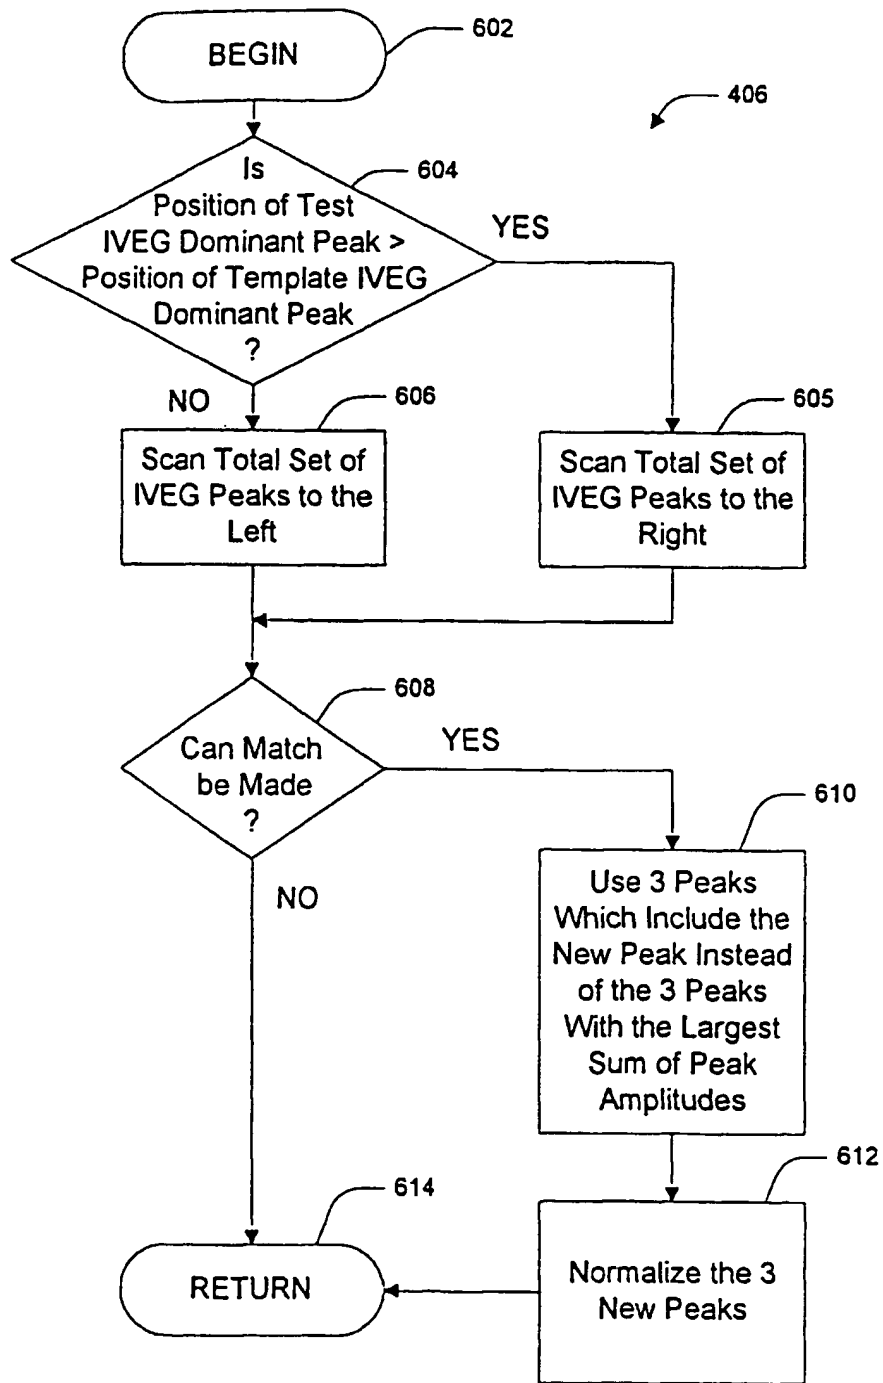 602
BEGIN
406
604
Is
Position of Test
IVEG Dominant Peak >
Position of Template IVEG
Dominant Peak
?
YES
NO
606
605
Scan Total Set of
IVEG Peaks to the
Left
Scan Total Set of
IVEG Peaks to the
Right
608
Can Match
be Made
?
YES
NO
610
Use 3 Peaks
Which Include the
New Peak Instead
of the 3 Peaks
With the Largest
Sum of Peak
Amplitudes
612
614
RETURN
Normalize the 3
New Peaks